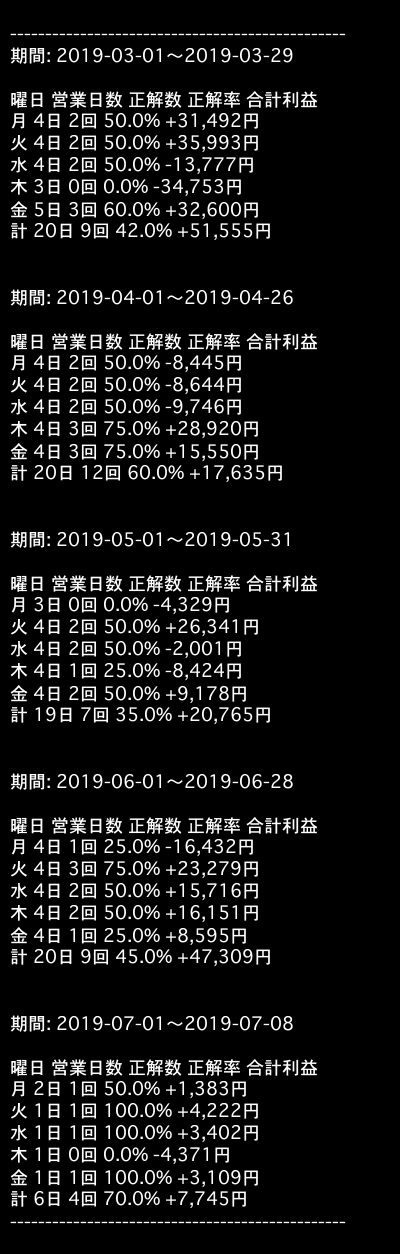 ------------------------------------------------
期間: 2019-03-01〜2019-03-29
曜日 営業日数 正解数 正解率 合計利益
月 4日 2回 50.0% +31,492円
火 4日 2回 50.0% +35,993円
水 4日 2回 50.0% -13,777円
木 3日 0回 0.0% -34,753円
金 5日 3回 60.0% +32,600円
計 20日 9回 42.0% +51,555円
期間: 2019-04-01〜2019-04-26
曜日 営業日数 正解数 正解率 合計利益
月 4日 2回 50.0% -8,445円
火 4日 2回 50.0% -8,644円
水 4日 2回 50.0% -9,746円
木 4日 3回 75.0% +28,920円
金 4日 3回 75.0% +15,550円
計 20日 12回 60.0% +17,635円
期間: 2019-05-01〜2019-05-31
曜日 営業日数 正解数 正解率 合計利益
月 3日 0回 0.0% -4,329円
火 4日 2回 50.0% +26,341円
水 4日 2回 50.0% -2,001円
木 4日 1回 25.0% -8,424円
金 4日 2回 50.0% +9,178円
計 19日 7回 35.0% +20,765円
期間: 2019-06-01〜2019-06-28
曜日 営業日数 正解数 正解率 合計利益
月 4日 1回 25.0% -16,432円
火 4日 3回 75.0% +23,279円
水 4日 2回 50.0% +15,716円
木 4日 2回 50.0% +16,151円
金 4日 1回 25.0% +8,595円
計 20日 9回 45.0% +47,309円
期間: 2019-07-01〜2019-07-08
曜日 営業日数 正解数 正解率 合計利益
月 2日 1回 50.0% +1,383円
火 1日 1回 100.0% +4,222円
水 1日 1回 100.0% +3,402円
木 1日 0回 0.0% -4,371円
金 1日 1回 100.0% +3,109円
計 6日 4回 70.0% +7,745円
------------------------------------------------